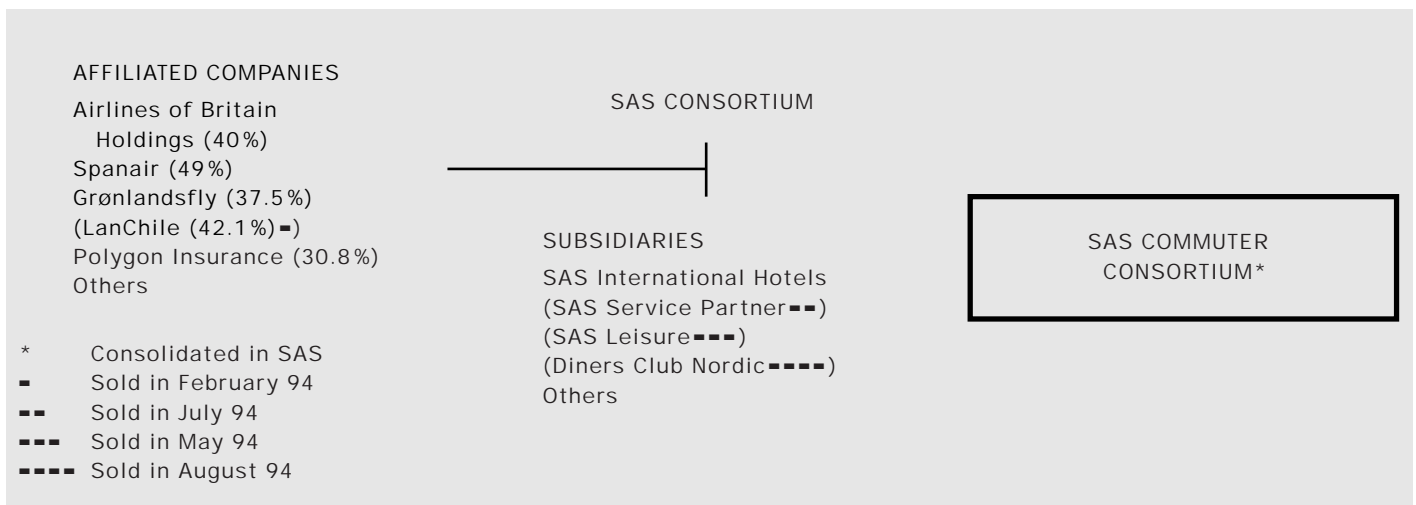 AFFILIATED COMPANIES
Airlines of Britain
Holdings (40%)
Spanair (49%)
Grønlandsfly (37.5%)
(LanChile (42.1%)-)
Polygon Insurance (30.8%)
Others
* Consolidated in SAS
- Sold in February 94
-- Sold in July 94
--- Sold in May 94
---- Sold in August 94
SAS CONSORTIUM
SUBSIDIARIES
SAS International Hotels
(SAS Service Partner--)
(SAS Leisure---)
(Diners Club Nordic----)
Others
SAS COMMUTER
CONSORTIUM*